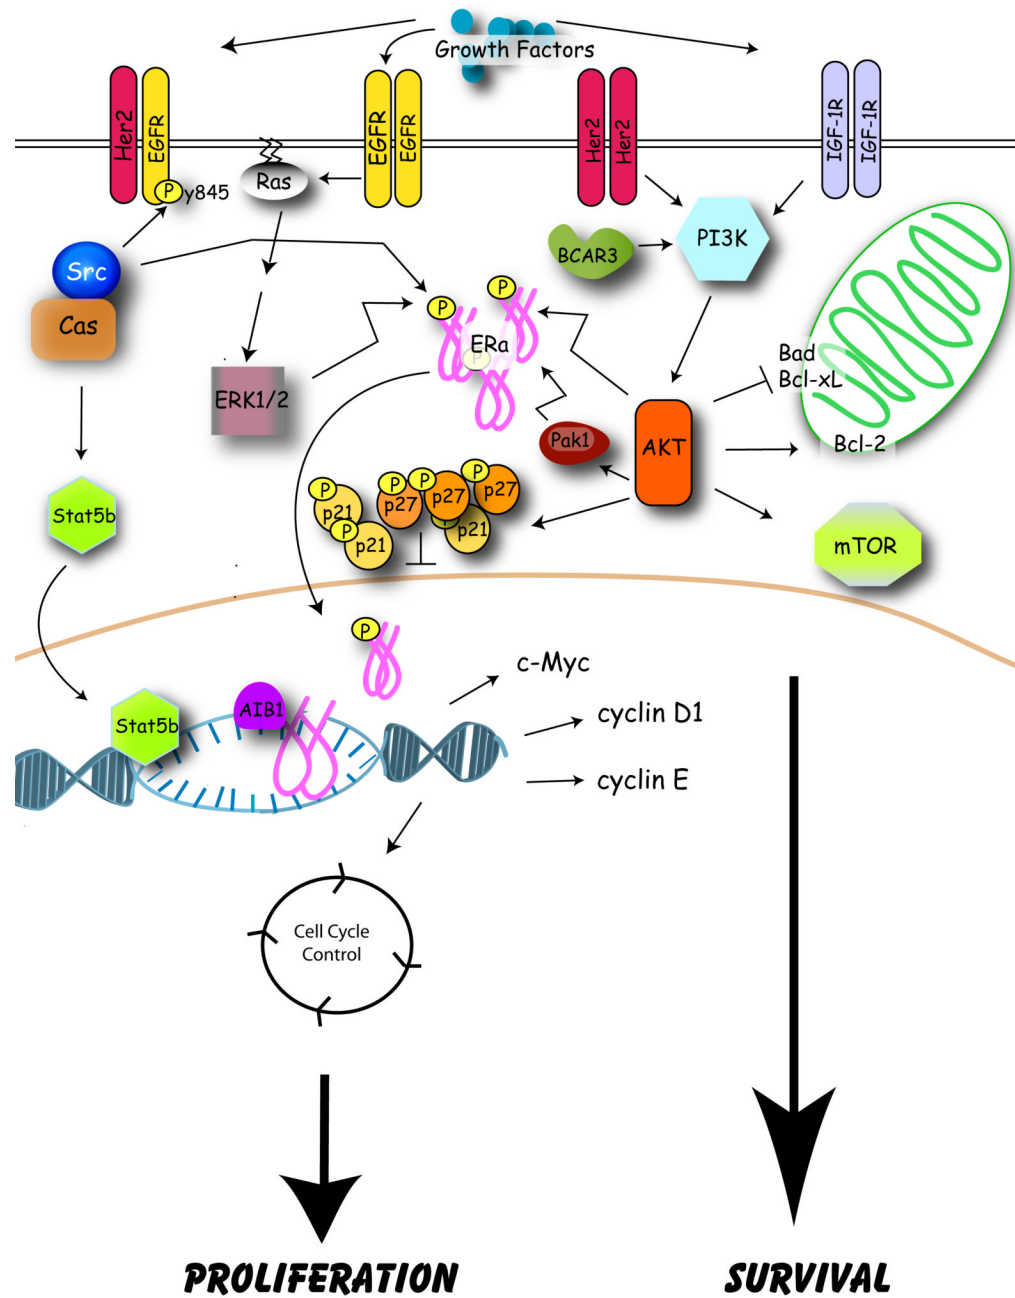 Growth Factors
Her2
EGFR
EGFR
EGFR
Her2
Her2
IGF-1R
IGF-1R
P
y845
Ras
PI3K
BCAR3
Src
Cas
P
P
ERa
P
ERK1/2
Bad
Bcl-xL
Bcl-2
Pak1
AKT
Stat5b
P
p21
P
p21
P
p27
P
p27
P
p27
p21
mTOR
P
c-Myc
Stat5b
AIB1
cyclin D1
cyclin E
Cell Cycle
Control
PROLIFERATION
SURVIVAL